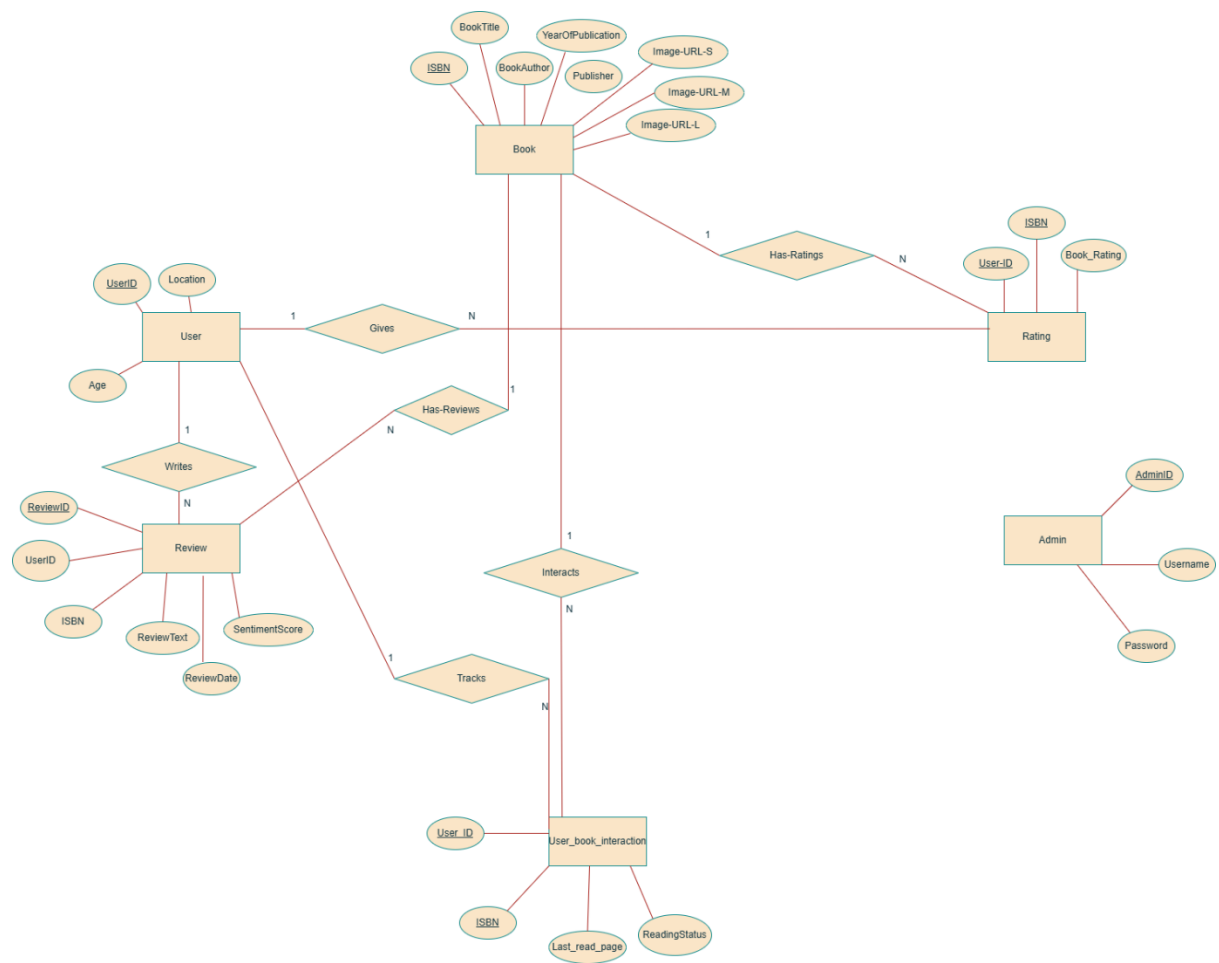 BookTitle
YearOfPublication
Image-URL-S
ISBN
BookAuthor
Publisher
Image-URL-M
Image-URL-L
Book
1
Has-Ratings
N
ISBN
User-ID
Book_Rating
Rating
UserID
Location
User
Age
1
Gives
N
1
Has-Reviews
N
1
Writes
N
ReviewID
UserID
ISBN
Review
ReviewText
ReviewDate
SentimentScore
1
Interacts
N
AdminID
Admin
Username
Password
1
Tracks
N
User_ID
User_book_interaction
ISBN
Last_read_page
ReadingStatus